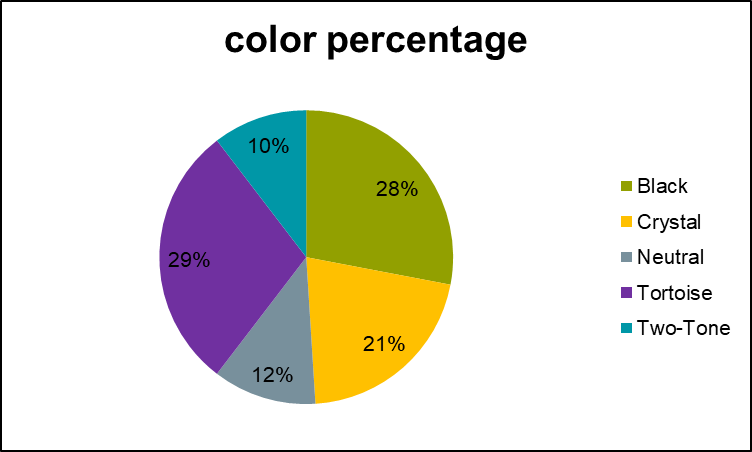 color percentage
10%
28%
29%
21%
12%
Black
Crystal
Neutral
Tortoise
Two-Tone